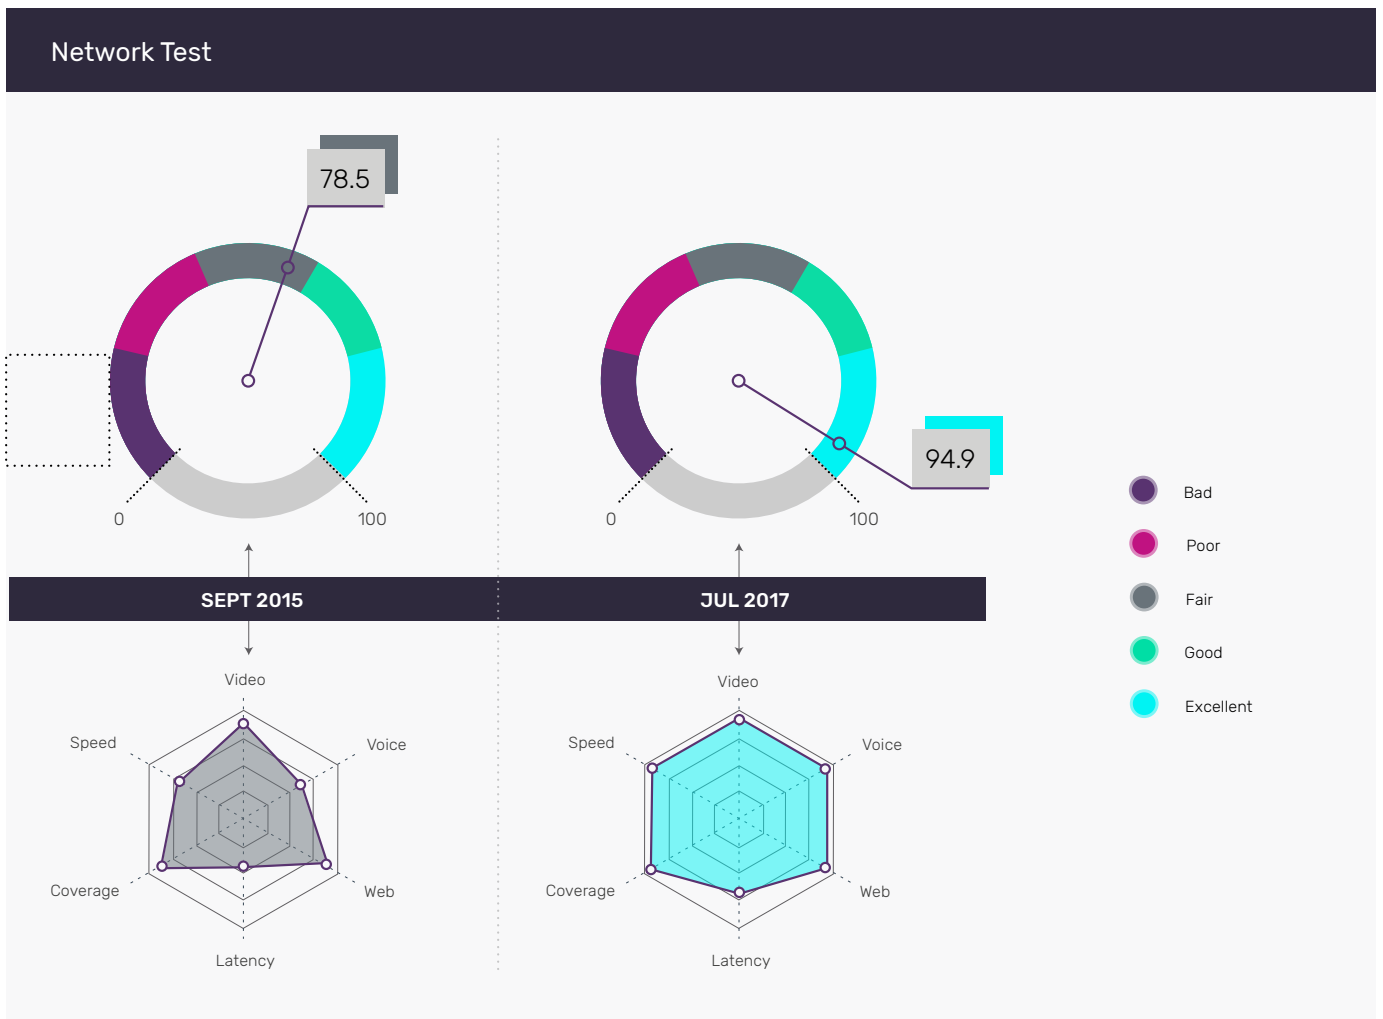 Network Test
78.5
94.9
0
100
0
100
SEPT 2015
JUL 2017
Bad
Poor
Fair
Good
Excellent
Video
Voice
Web
Latency
Coverage
Speed
Video
Voice
Web
Latency
Coverage
Speed